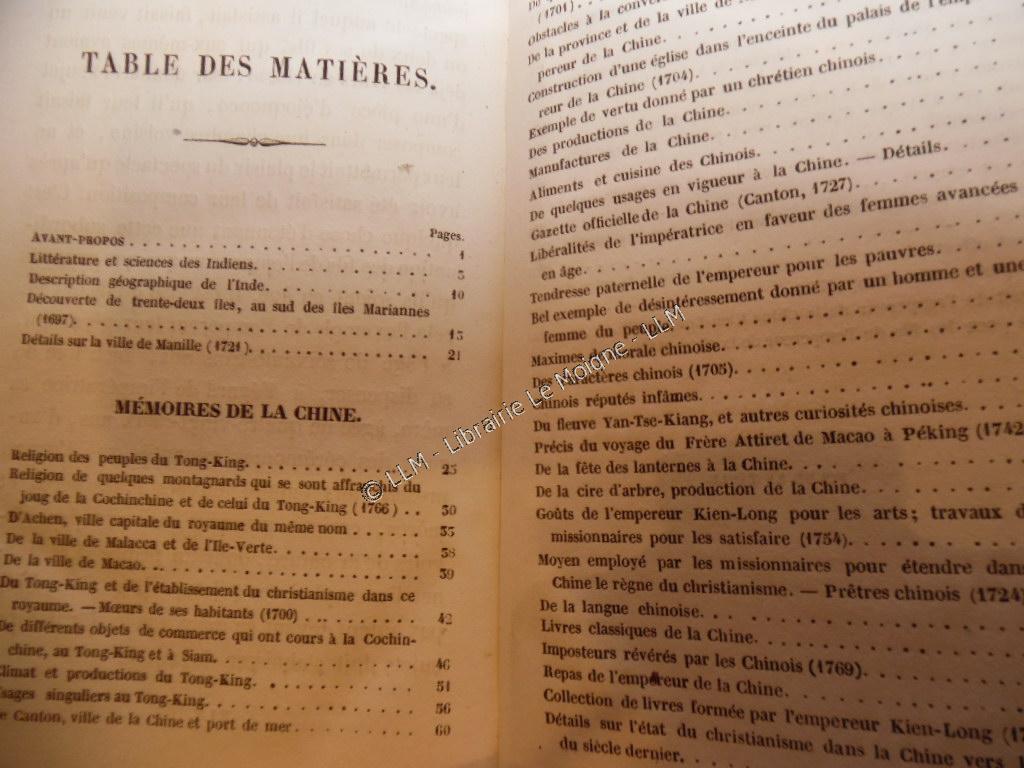 TABLE DES MATIÈRES.
Pages.
AVANT-PROPOS . . . . . . . . . . 1
Littérature et sciences des Indiens. . . . . . . . . . 5
Description géographique de l'Inde. . . . . . . . . . 10
Découverte de trente-deux îles, au sud des îles Mariannes
(1697). . . . . . . . . . 15
Détails sur la ville de Manille (1721). . . . . . . . . . 21
MÉMOIRES DE LA CHINE.
Religion des peuples du Tong-King. . . . . . . . . . 25
Religion de quelques montagnards qui se sont affranchis du
joug de la Cochinchine et de celui du Tong-King (1766) . . 30
D'Achen, ville capitale du royaume du même nom . . . . . . 35
De la ville de Malacca et de l'Ile-Verte. . . . . . . . . . 38
De la ville de Macao. . . . . . . . . . 39
Du Tong-King et de l'établissement du christianisme dans ce
royaume. — Mœurs de ses habitants (1700) . . . . . . . 42
De différents objets de commerce qui ont cours à la Cochin-
chine, au Tong-King et à Siam. . . . . . . . . . 46
Climat et productions du Tong-King. . . . . . . . . . 51
Usages singuliers au Tong-King. . . . . . . . . . 56
De Canton, ville de la Chine et port de mer. . . . . . . . . . 60
(1701) . . . . . . .
Obstacles à la
De la province et de la ville de
pereur de la Chine. . . . . . . . . .
Construction d'une église dans l'enceinte du palais de l'empe-
reur de la Chine (1704). . . . . . . . . .
Exemple de vertu donné par un chrétien chinois. . . . . .
Des productions de la Chine. . . . . . . . . .
Manufactures de la Chine. . . . . . . . . .
Aliments et cuisine des Chinois. . . . . . . . . .
De quelques usages en vigueur à la Chine. — Détails. . . .
Gazette officielle de la Chine (Canton, 1727). . . . . . .
Libéralités de l'impératrice en faveur des femmes avancées
en âge. . . . . . . . . .
Tendresse paternelle de l'empereur pour les pauvres. . . .
Bel exemple de désintéressement donné par un homme et une
femme du peuple. . . . . . . . . .
Maximes de morale chinoise. . . . . . . . . .
Des caractères chinois (1705). . . . . . . . . .
Chinois réputés infâmes. . . . . . . . . .
Du fleuve Yan-Tse-Kiang, et autres curiosités chinoises. . . .
Précis du voyage du Frère Attiret de Macao à Péking (1742
De la fête des lanternes à la Chine. . . . . . . . . .
De la cire d'arbre, production de la Chine. . . . . . . . . .
Goûts de l'empereur Kien-Long pour les arts; travaux d
missionnaires pour les satisfaire (1754). . . . . . . . . .
Moyen employé par les missionnaires pour étendre dans
Chine le règne du christianisme. — Prêtres chinois (1724)
De la langue chinoise. . . . . . . . . .
Livres classiques de la Chine. . . . . . . . . .
Imposteurs révérés par les Chinois (1769). . . . . . . . . .
Repas de l'empereur de la Chine. . . . . . . . . .
Collection de livres formée par l'empereur Kien-Long (17
Détails sur l'état du christianisme dans la Chine vers l
du siècle dernier. . . . . . . . . .
© LLM - Librairie Le Moigne - LLM